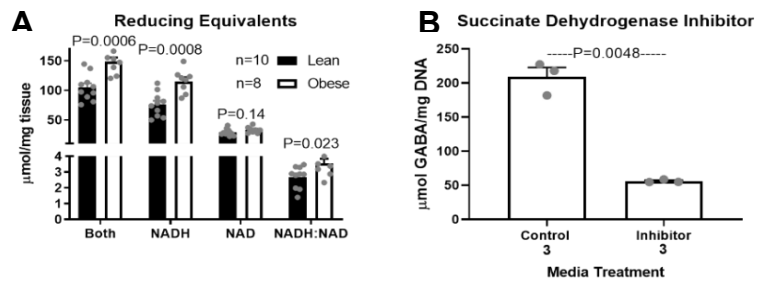 A
Reducing Equivalents
P=0.0006
P=0.0008
n=10 Lean
n=8 Obese
P=0.14
P=0.023
μmol/mg tissue
150
100
50
4
3
2
1
0
Both NADH NAD NADH:NAD
B
Succinate Dehydrogenase Inhibitor
-----P=0.0048-----
μmol GABA/mg DNA
250
200
150
100
50
0
Control Inhibitor
3 3
Media Treatment